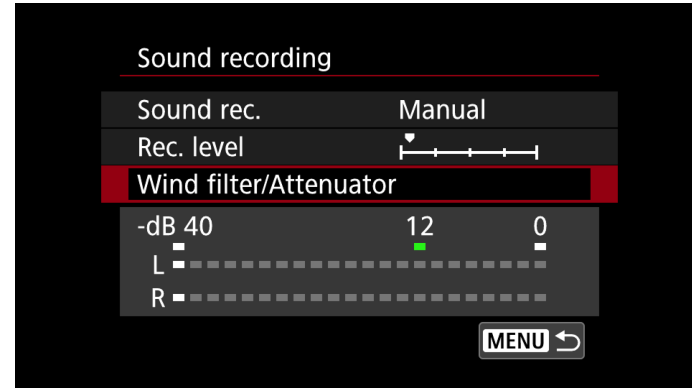 Sound recording
Sound rec. Manual
Rec. level
Wind filter/Attenuator
-dB 40 12 0
L
R
MENU